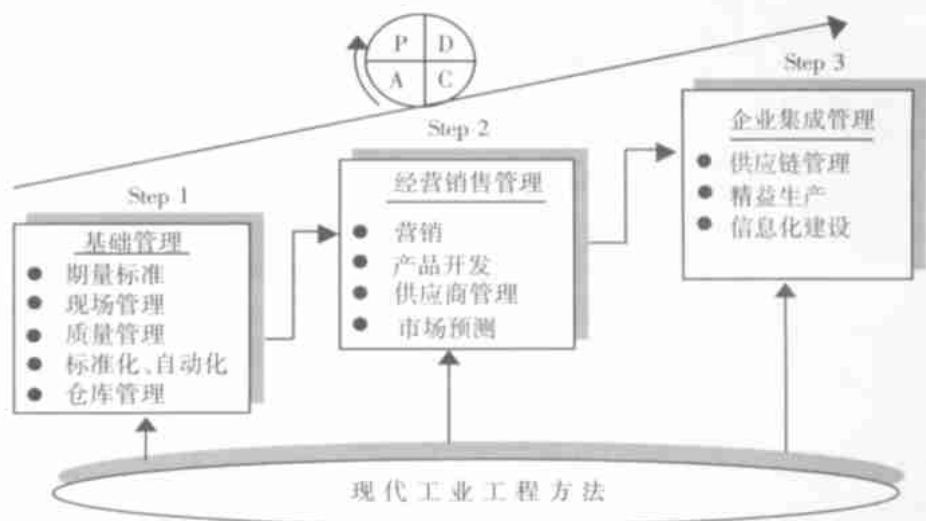 P D
A C
Step 3
企业集成管理
供应链管理
精益生产
信息化建设
Step 2
经营销售管理
营销
产品开发
供应商管理
市场预测
Step 1
基础管理
期量标准
现场管理
质量管理
标准化、自动化
仓库管理
现代工业工程方法